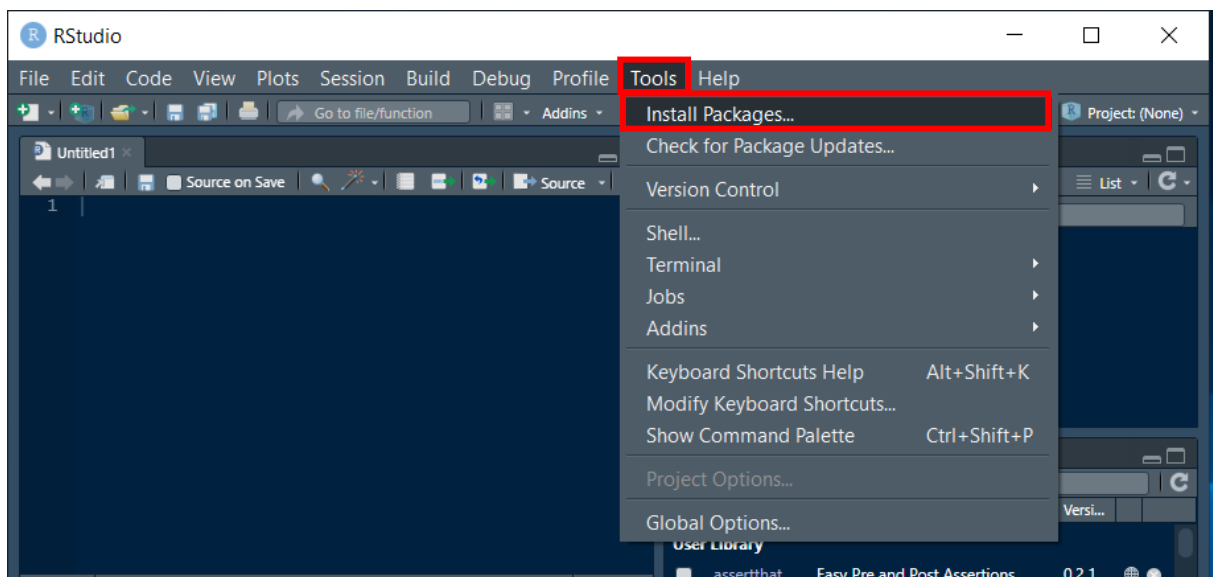 RStudio
File Edit Code View Plots Session Build Debug Profile Tools Help
Go to file/function Addins Project: (None)
Install Packages...
Untitled1
Check for Package Updates...
Source on Save Source List
Version Control
1
Shell...
Terminal
Jobs
Addins
Keyboard Shortcuts Help Alt+Shift+K
Modify Keyboard Shortcuts...
Show Command Palette Ctrl+Shift+P
Project Options...
Versi...
Global Options...
User Library
assertthat Easy Pre and Post Assertions 0.2.1